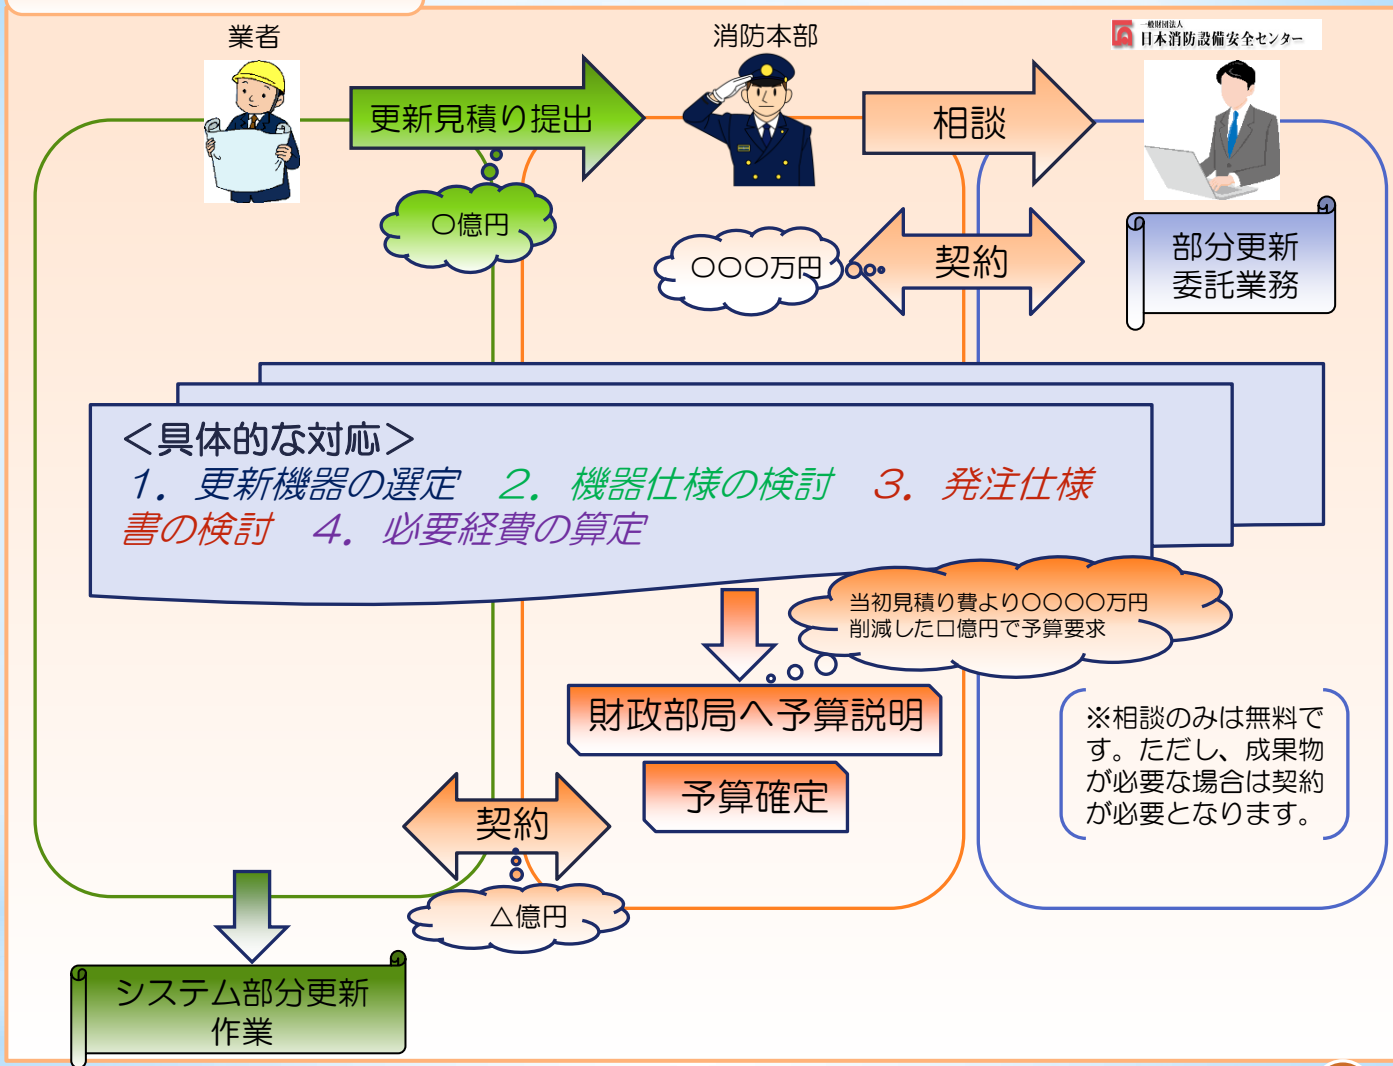 業者
消防本部
一般財団法人
日本消防設備安全センター
更新見積り提出
相談
〇億円
〇〇〇万円
契約
部分更新
委託業務
＜具体的な対応＞
１．更新機器の選定　２．機器仕様の検討　３．発注仕様
書の検討　４．必要経費の算定
当初見積り費より〇〇〇〇万円
削減した□億円で予算要求
財政部局へ予算説明
予算確定
※相談のみは無料で
す。ただし、成果物
が必要な場合は契約
が必要となります。
契約
△億円
システム部分更新
作業